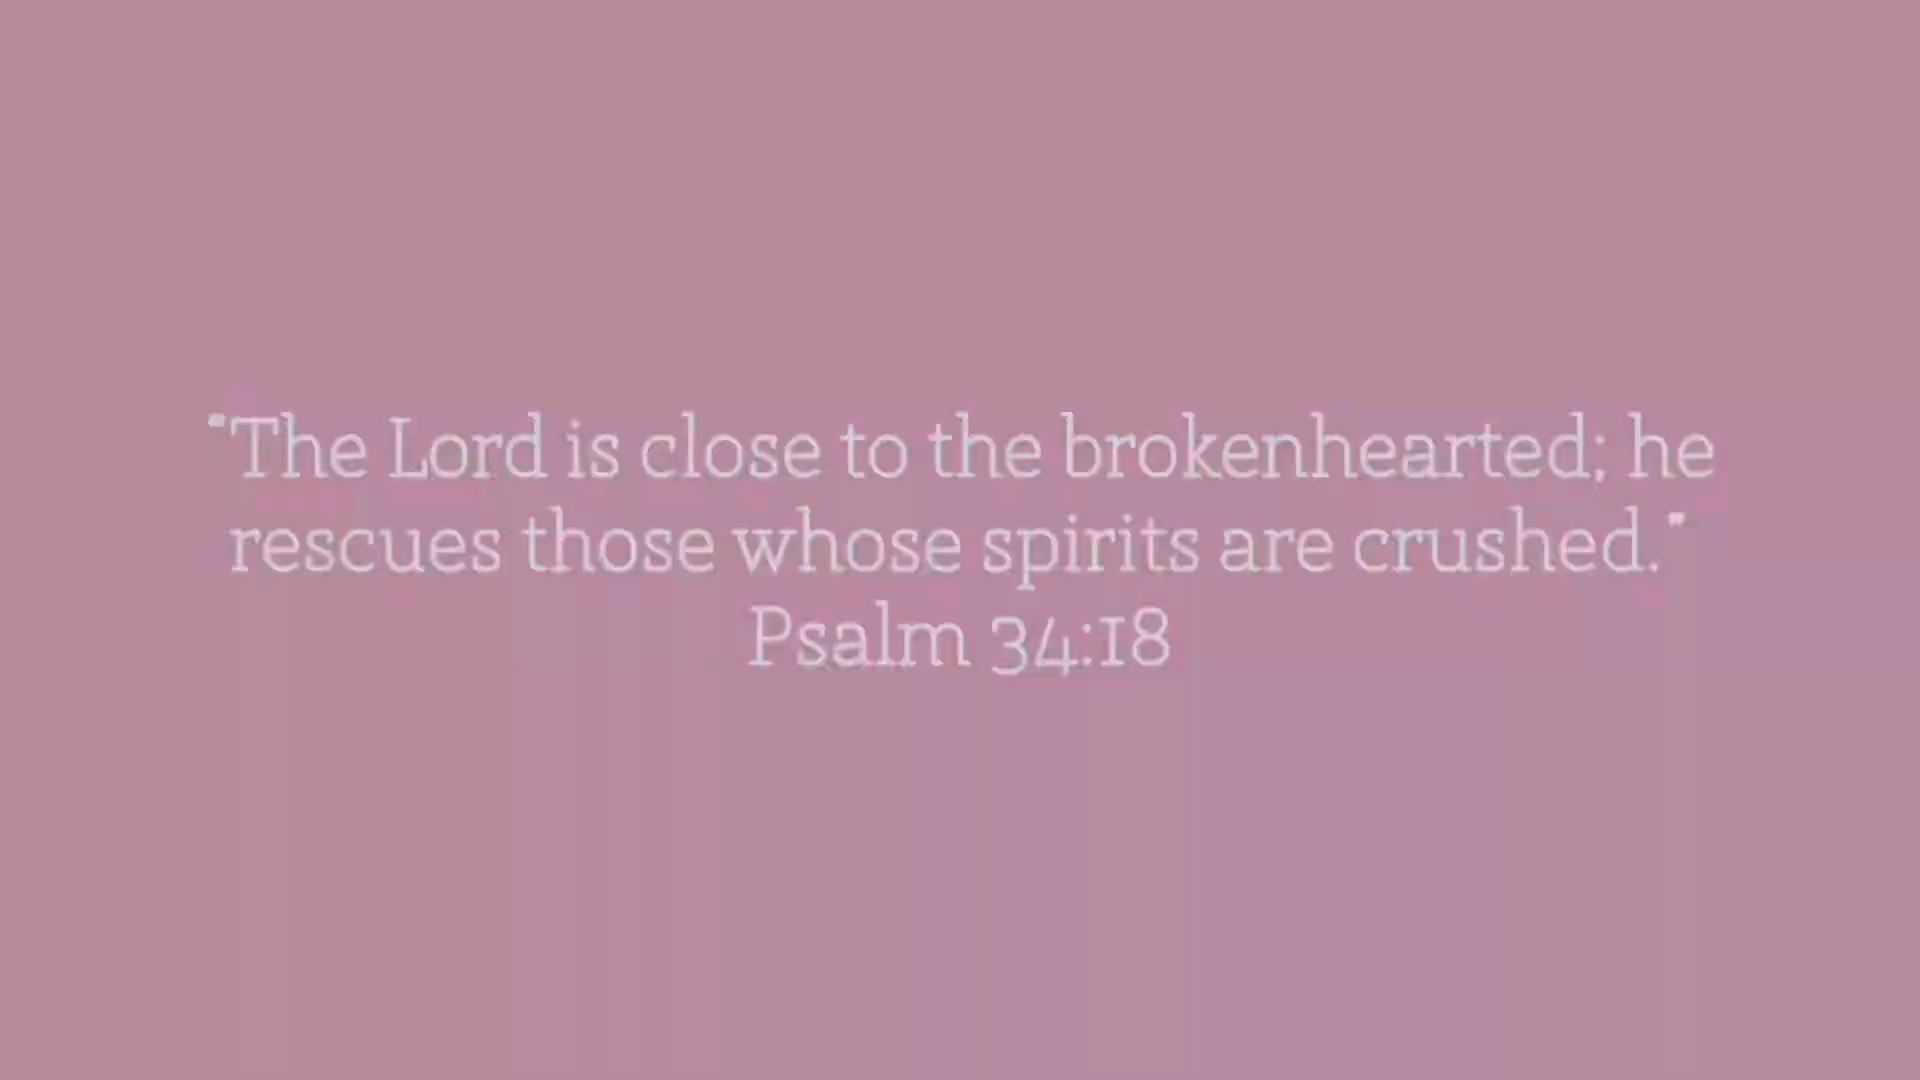 "The Lord is close to the brokenhearted; he
rescues those whose spirits are crushed."
Psalm 34:18